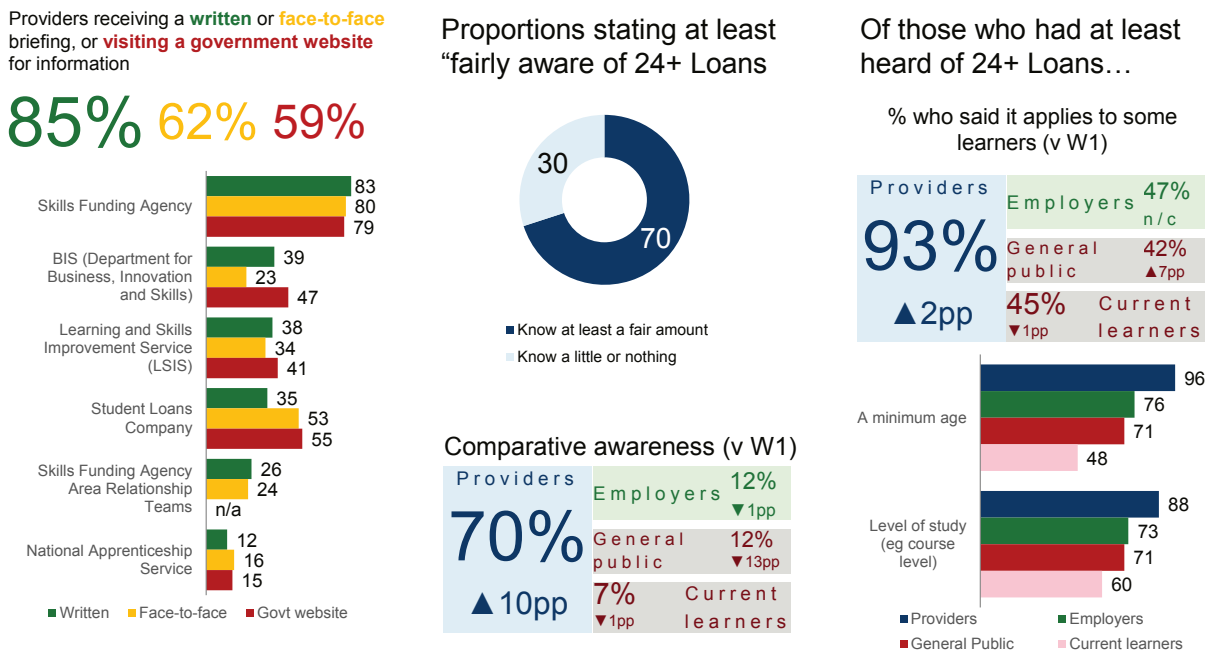 Providers receiving a written or face-to-face
briefing, or visiting a government website
for information
85% 62% 59%
Skills Funding Agency
83
80
79
BIS (Department for
Business, Innovation
and Skills)
39
23
47
Learning and Skills
Improvement Service
(LSIS)
38
34
41
Student Loans
Company
35
53
55
Skills Funding Agency
Area Relationship
Teams
26
24
n/a
National Apprenticeship
Service
12
16
15
Written Face-to-face Govt website
Proportions stating at least
“fairly aware of 24+ Loans
30
70
Know at least a fair amount
Know a little or nothing
Comparative awareness (v W1)
Providers
70%
▲10pp
Employers 12%
▼1pp
General
public
12%
▼13pp
7%
▼1pp
Current
learners
Of those who had at least
heard of 24+ Loans…
% who said it applies to some
learners (v W1)
Providers
93%
▲2pp
Employers 47%
n/c
General
public
42%
▲7pp
45%
▼1pp
Current
learners
A minimum age
96
76
71
48
Level of study
(eg course
level)
88
73
71
60
Providers Employers
General Public Current learners